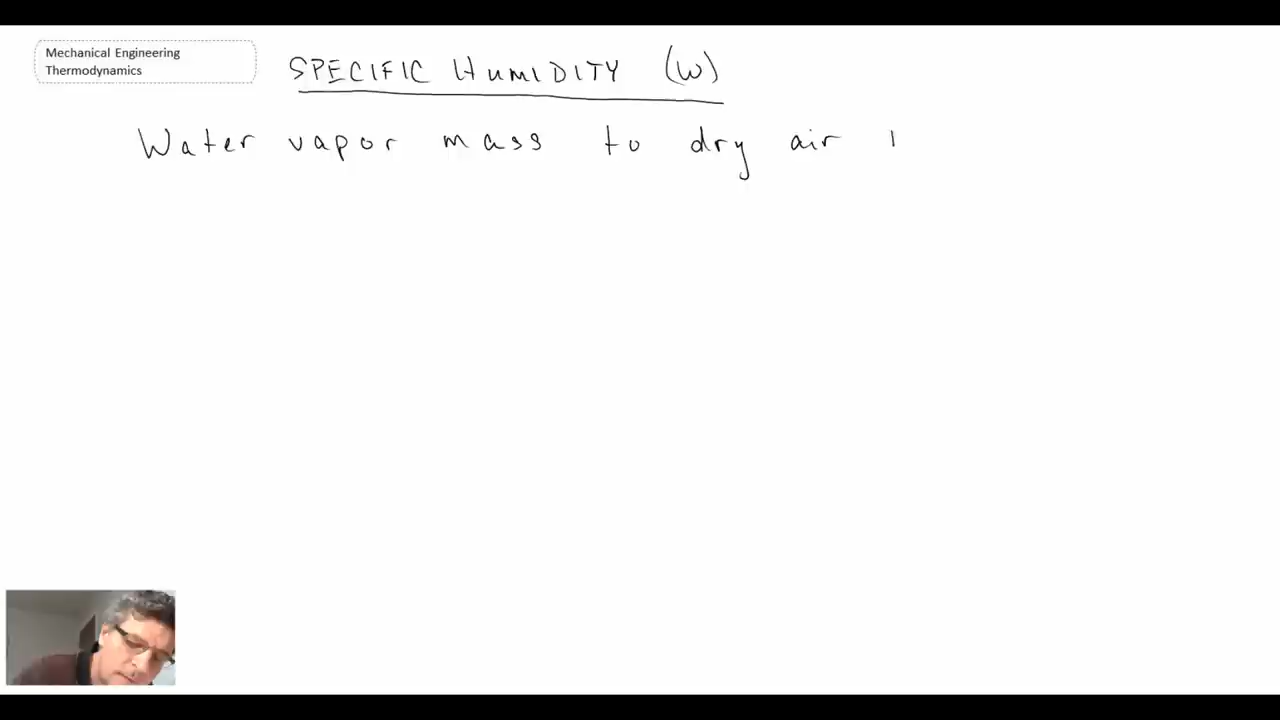 Mechanical Engineering
Thermodynamics
SPECIFIC HUMIDITY (W)
Water vapor mass to dry air